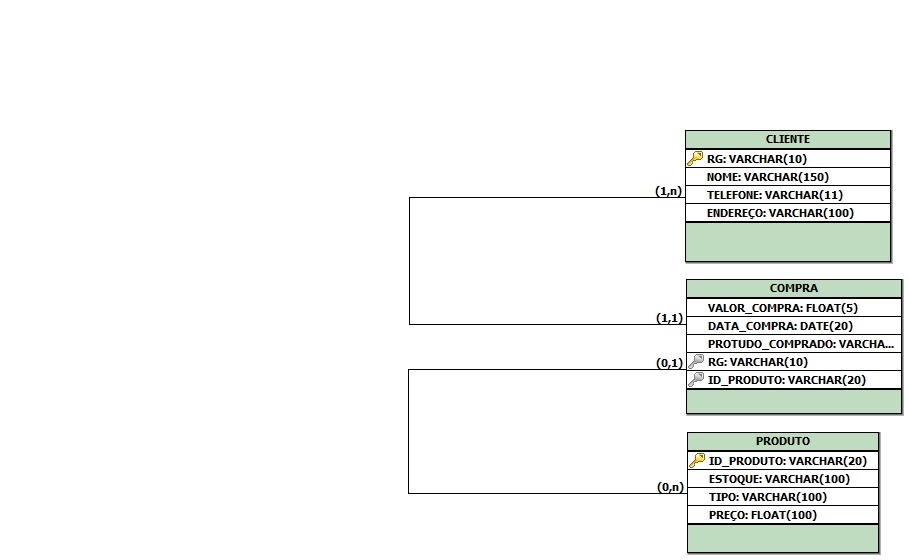 CLIENTE
RG: VARCHAR(10)
NOME: VARCHAR(150)
(1,n)
TELEFONE: VARCHAR(11)
ENDEREÇO: VARCHAR(100)
COMPRA
VALOR_COMPRA: FLOAT(5)
(1,1)
DATA_COMPRA: DATE(20)
PROTUDO_COMPRADO: VARCHA...
(0,1)
RG: VARCHAR(10)
ID_PRODUTO: VARCHAR(20)
PRODUTO
ID_PRODUTO: VARCHAR(20)
ESTOQUE: VARCHAR(100)
(0,n)
TIPO: VARCHAR(100)
PREÇO: FLOAT(100)